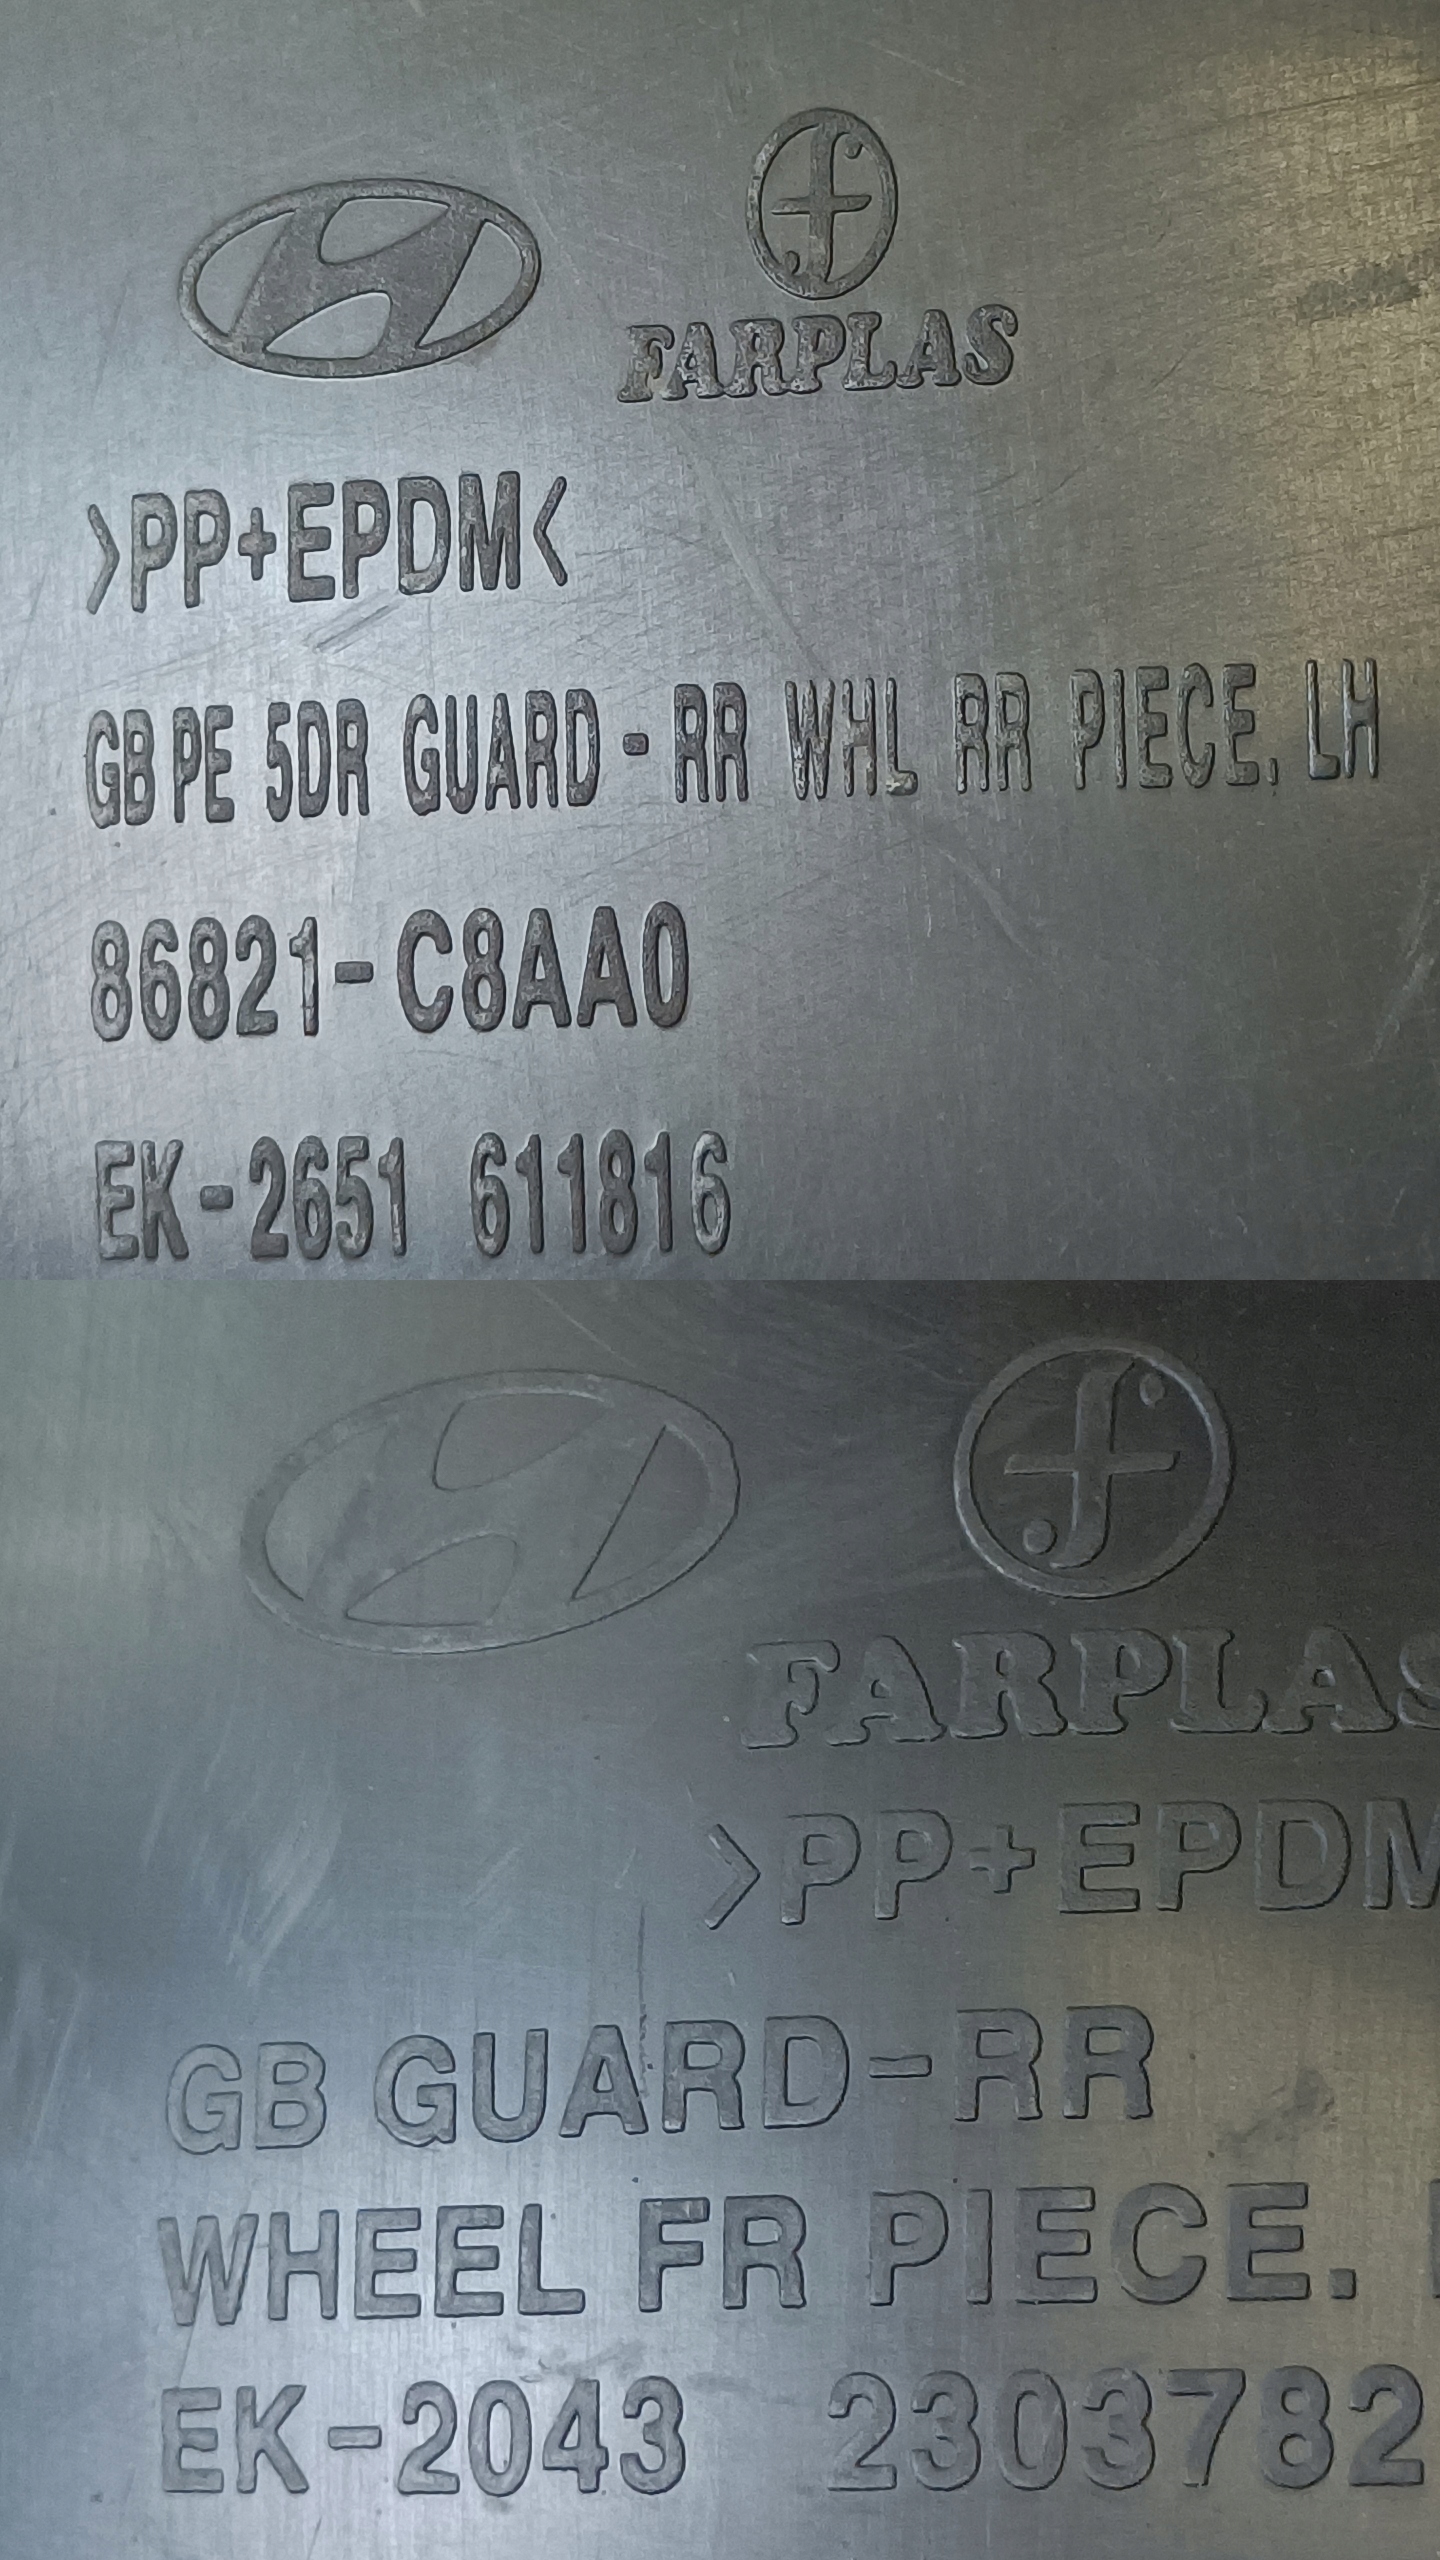 FARPLAS
>PP+EPDM<
GB PE 5DR GUARD - RR WHL RR PIECE. LH
86821-C8AA0
EK-2651 611816
FARPLAS
>PP+EPDM
GB GUARD-RR
WHEEL FR PIECE.
EK-2043 2303782